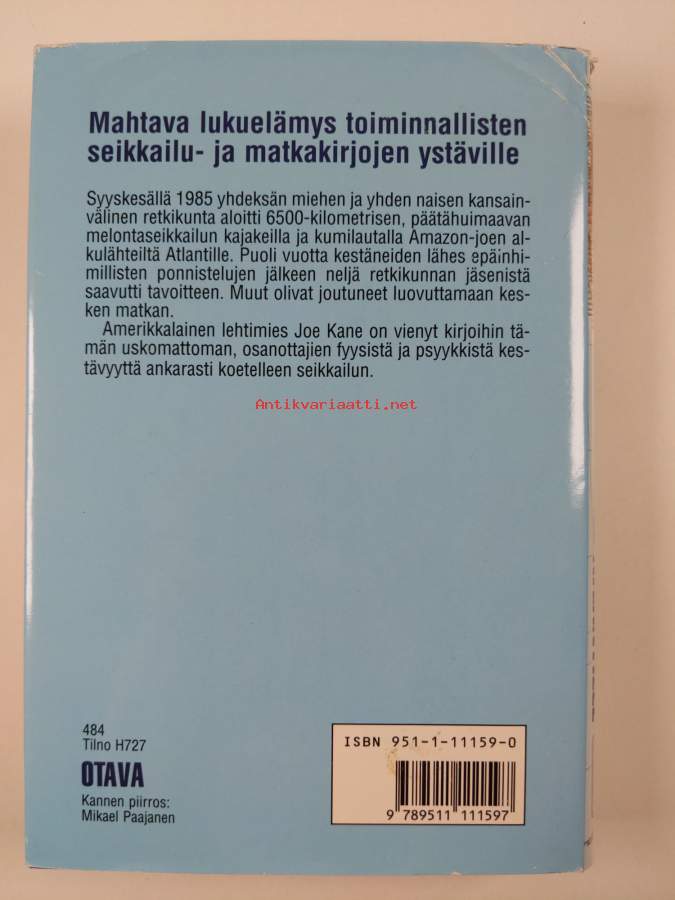 Mahtava lukuelämys toiminnallisten
seikkailu- ja matkakirjojen ystäville
Syyskesällä 1985 yhdeksän miehen ja yhden naisen kansain-
välinen retkikunta aloitti 6500-kilometrisen, päätähuimaavan
melontaseikkailun kajakeilla ja kumilautalla Amazon-joen al-
kulähteiltä Atlantille. Puoli vuotta kestäneiden lähes epäinhi-
millisten ponnistelujen jälkeen neljä retkikunnan jäsenistä
saavutti tavoitteen. Muut olivat joutuneet luovuttamaan kes-
ken matkan.
Amerikkalainen lehtimies Joe Kane on vienyt kirjoihin tä-
män uskomattoman, osanottajien fyysistä ja psyykkistä kes-
tävyyttä ankarasti koetelleen seikkailun.
Antikvariaatti.net
484
Tilno H727
OTAVA
Kannen piirros:
Mikael Paajanen
ISBN 951-1-11159-0
9 789511 111597